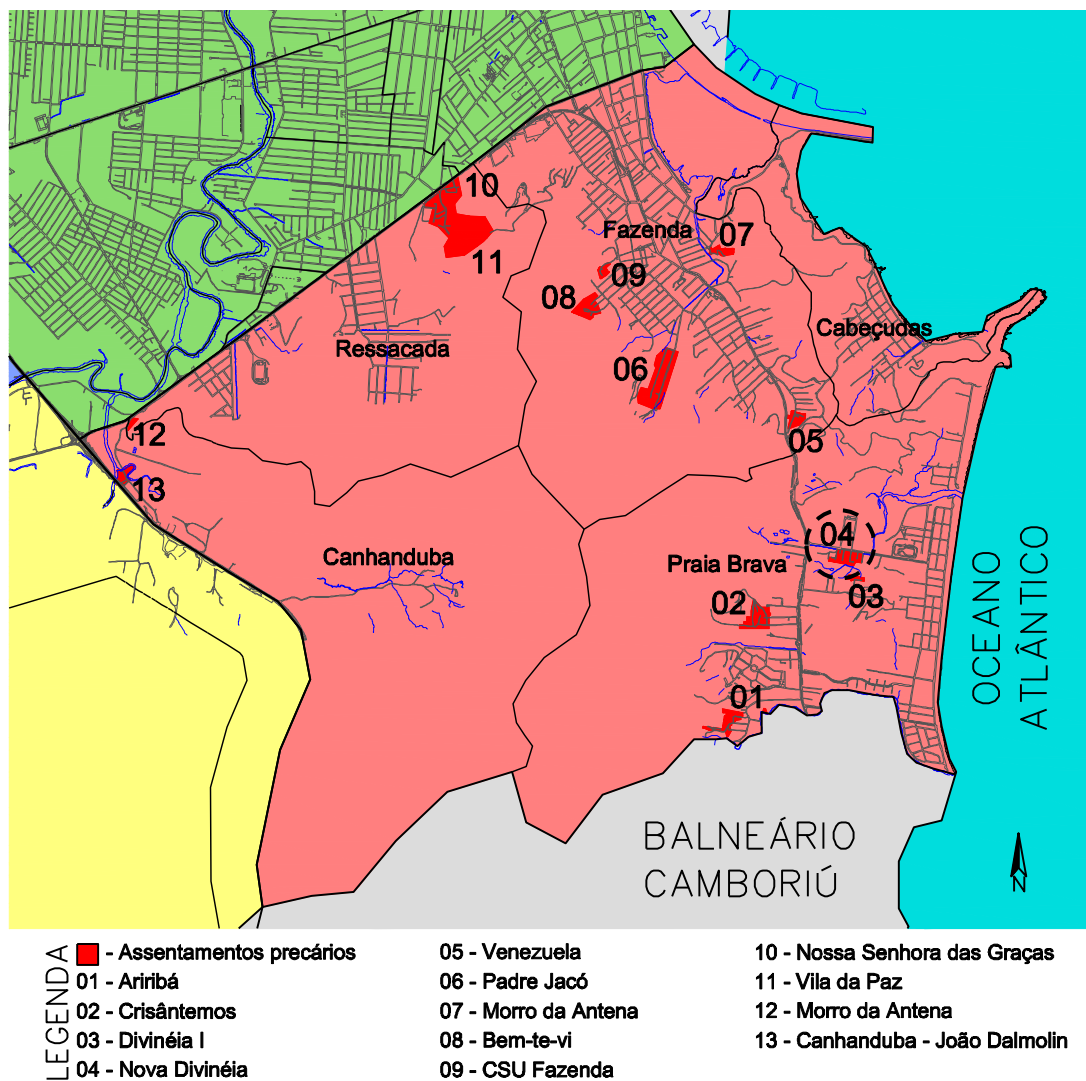 10
11
Fazenda
07
09
08
Ressacada
Cabeçudas
06
12
05
13
04
Canhanduba
Praia Brava
03
02
01
OCEANO
ATLÂNTICO
BALNEÁRIO
CAMBORIÚ
N
LEGENDA
- Assentamentos precários
01 - Ariribá
02 - Crisântemos
03 - Divinéia I
04 - Nova Divinéia
05 - Venezuela
06 - Padre Jacó
07 - Morro da Antena
08 - Bem-te-vi
09 - CSU Fazenda
10 - Nossa Senhora das Graças
11 - Vila da Paz
12 - Morro da Antena
13 - Canhanduba - João Dalmolin